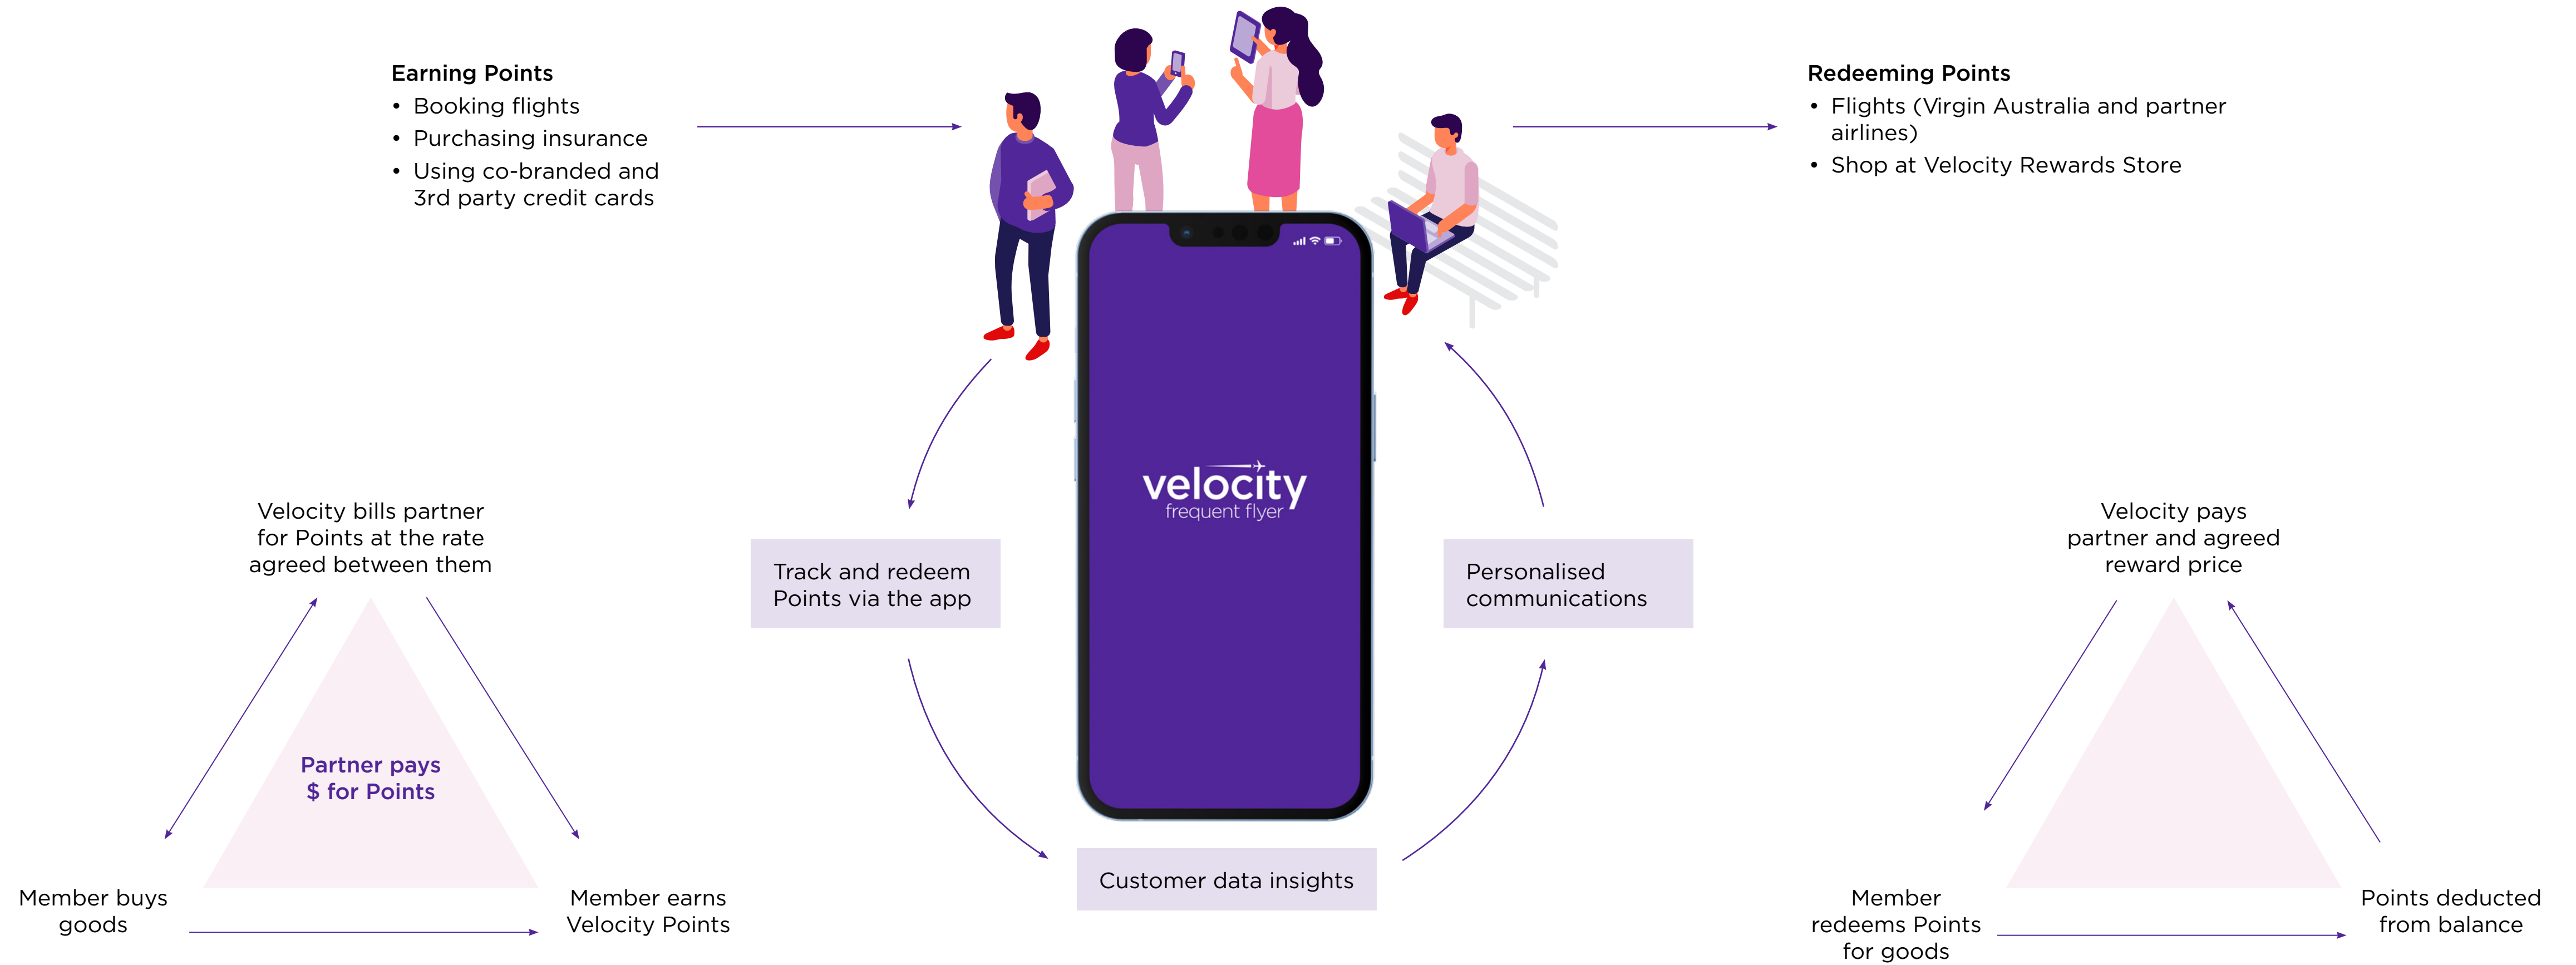 Earning Points
• Booking flights
• Purchasing insurance
• Using co-branded and
3rd party credit cards
Redeeming Points
• Flights (Virgin Australia and partner
airlines)
• Shop at Velocity Rewards Store
velocity
frequent flyer
Velocity bills partner
for Points at the rate
agreed between them
Partner pays
$ for Points
Member buys
goods
Member earns
Velocity Points
Track and redeem
Points via the app
Customer data insights
Personalised
communications
Velocity pays
partner and agreed
reward price
Member
redeems Points
for goods
Points deducted
from balance